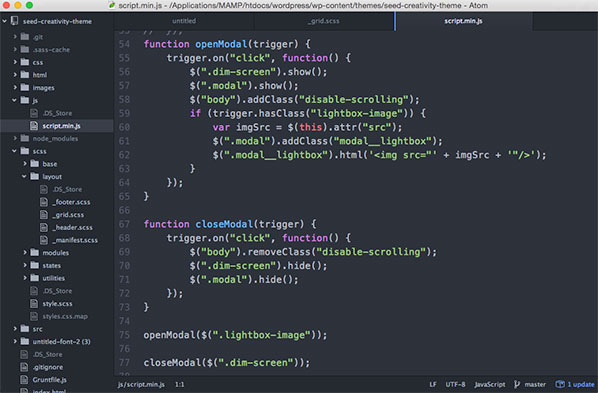 script.min.js - /Applications/MAMP/htdocs/wordpress/wp-content/themes/seed-creativity-theme - Atom
seed-creativity-theme
.git
.sass-cache
css
html
images
js
.DS_Store
script.min.js
node_modules
scss
base
layout
.DS_Store
_footer.scss
_grid.scss
_header.scss
_manifest.scss
modules
states
utilities
.DS_Store
style.scss
styles.css.map
src
untitled-font-2 (3)
.DS_Store
.gitignore
Gruntfile.js
index.html
untitled
_grid.scss
script.min.js
53 // });
54 function openModal(trigger) {
55 trigger.on("click", function() {
56 $(".dim-screen").show();
57 $(".modal").show();
58 $("body").addClass("disable-scrolling");
59 if (trigger.hasClass("lightbox-image")) {
60 var imgSrc = $(this).attr("src");
61 $(".modal").addClass("modal__lightbox");
62 $(".modal__lightbox").html('<img src="' + imgSrc + '"/>');
63 }
64 });
65 }
66
67 function closeModal(trigger) {
68 trigger.on("click", function() {
69 $("body").removeClass("disable-scrolling");
70 $(".dim-screen").hide();
71 $(".modal").hide();
72 });
73 }
74
75 openModal($(".lightbox-image"));
76
77 closeModal($(".dim-screen"));
js/script.min.js 1:1 LF UTF-8 JavaScript master 1 update